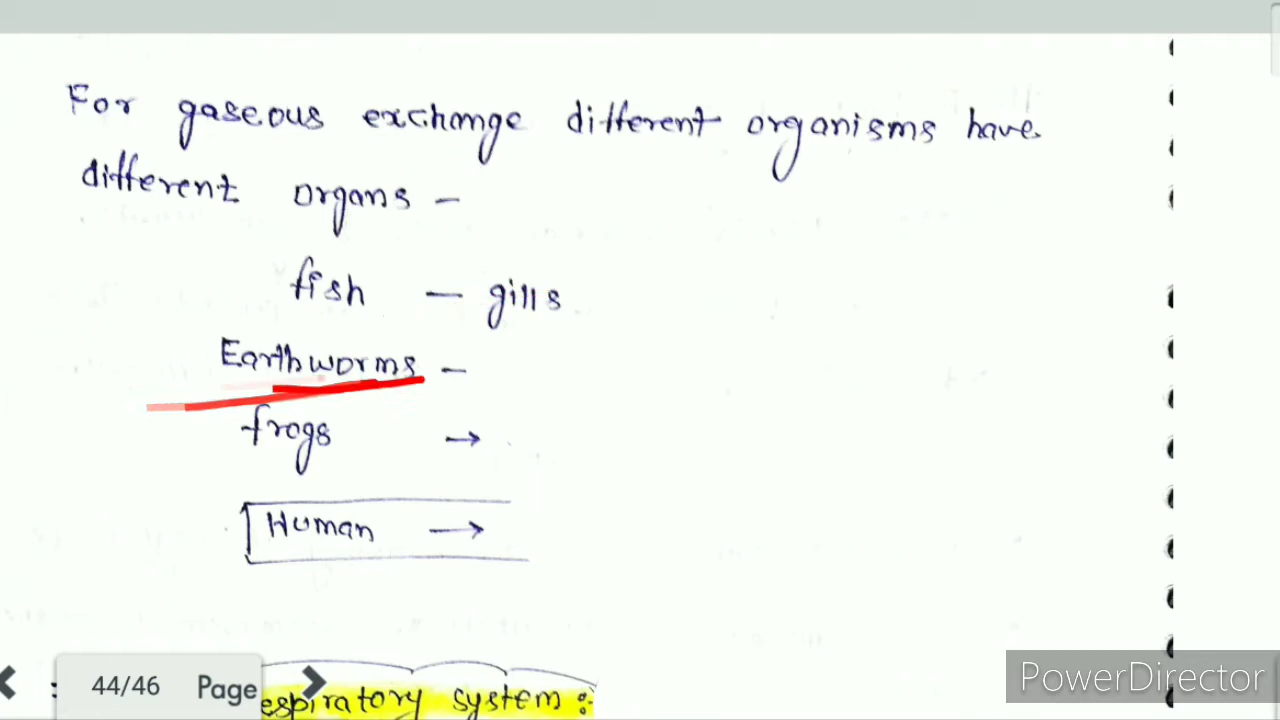 For gaseous exchange different organisms have
different organs -
fish - gills
Earthworms -
frogs →
Human →
44/46 Page
espiratory system :-
PowerDirector